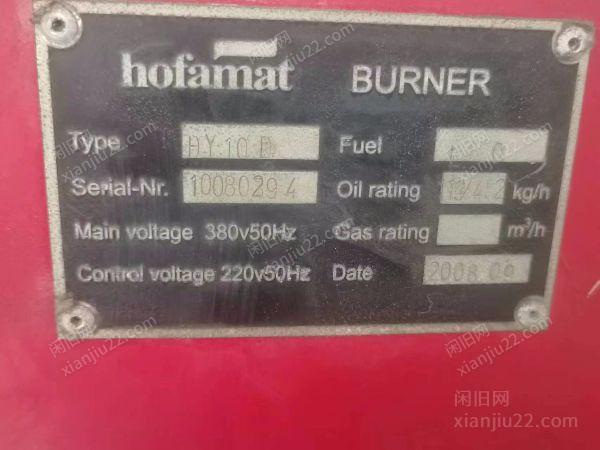 hofamat BURNER
Type H.Y.10 Fuel
Serial-Nr. 10080294 Oil rating kg/h
Main voltage 380v50Hz Gas rating m³/h
Control voltage 220v50Hz Date 2008.09
闲旧网
xianjiu22.com